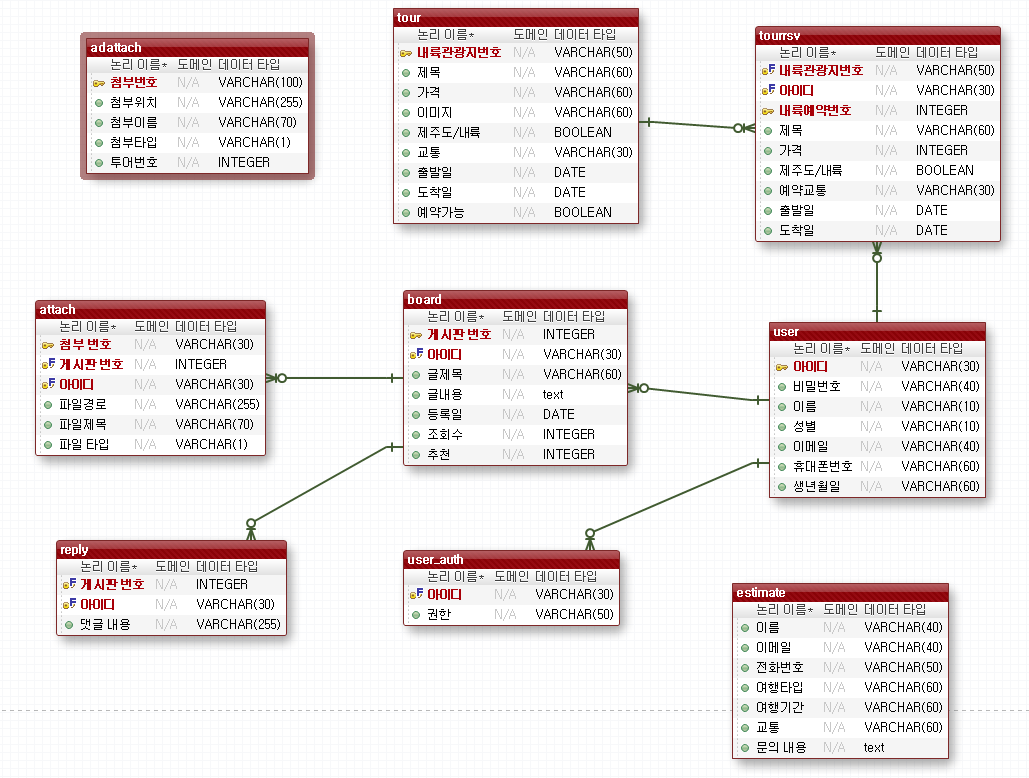 adattach
논리 이름* 도메인 데이터 타입
첨부번호 N/A VARCHAR(100)
첨부위치 N/A VARCHAR(255)
첨부이름 N/A VARCHAR(70)
첨부타입 N/A VARCHAR(1)
투어번호 N/A INTEGER
tour
논리 이름* 도메인 데이터 타입
내륙관광지번호 N/A VARCHAR(50)
제목 N/A VARCHAR(60)
가격 N/A VARCHAR(60)
이미지 N/A VARCHAR(60)
제주도/내륙 N/A BOOLEAN
교통 N/A VARCHAR(30)
출발일 N/A DATE
도착일 N/A DATE
예약가능 N/A BOOLEAN
tourrsv
논리 이름* 도메인 데이터 타입
내륙관광지번호 N/A VARCHAR(50)
아이디 N/A VARCHAR(30)
내륙예약번호 N/A INTEGER
제목 N/A VARCHAR(60)
가격 N/A INTEGER
제주도/내륙 N/A BOOLEAN
예약교통 N/A VARCHAR(30)
출발일 N/A DATE
도착일 N/A DATE
attach
논리 이름* 도메인 데이터 타입
첨부 번호 N/A VARCHAR(30)
게시판 번호 N/A INTEGER
아이디 N/A VARCHAR(30)
파일경로 N/A VARCHAR(255)
파일제목 N/A VARCHAR(70)
파일 타입 N/A VARCHAR(1)
board
논리 이름* 도메인 데이터 타입
게시판 번호 N/A INTEGER
아이디 N/A VARCHAR(30)
글제목 N/A VARCHAR(60)
글내용 N/A text
등록일 N/A DATE
조회수 N/A INTEGER
추천 N/A INTEGER
user
논리 이름* 도메인 데이터 타입
아이디 N/A VARCHAR(30)
비밀번호 N/A VARCHAR(40)
이름 N/A VARCHAR(10)
성별 N/A VARCHAR(10)
이메일 N/A VARCHAR(40)
휴대폰번호 N/A VARCHAR(60)
생년월일 N/A VARCHAR(60)
reply
논리 이름* 도메인 데이터 타입
게시판 번호 N/A INTEGER
아이디 N/A VARCHAR(30)
댓글 내용 N/A VARCHAR(255)
user_auth
논리 이름* 도메인 데이터 타입
아이디 N/A VARCHAR(30)
권한 N/A VARCHAR(50)
estimate
논리 이름* 도메인 데이터 타입
이름 N/A VARCHAR(40)
이메일 N/A VARCHAR(40)
전화번호 N/A VARCHAR(50)
여행타입 N/A VARCHAR(60)
여행기간 N/A VARCHAR(60)
교통 N/A VARCHAR(60)
문의 내용 N/A text